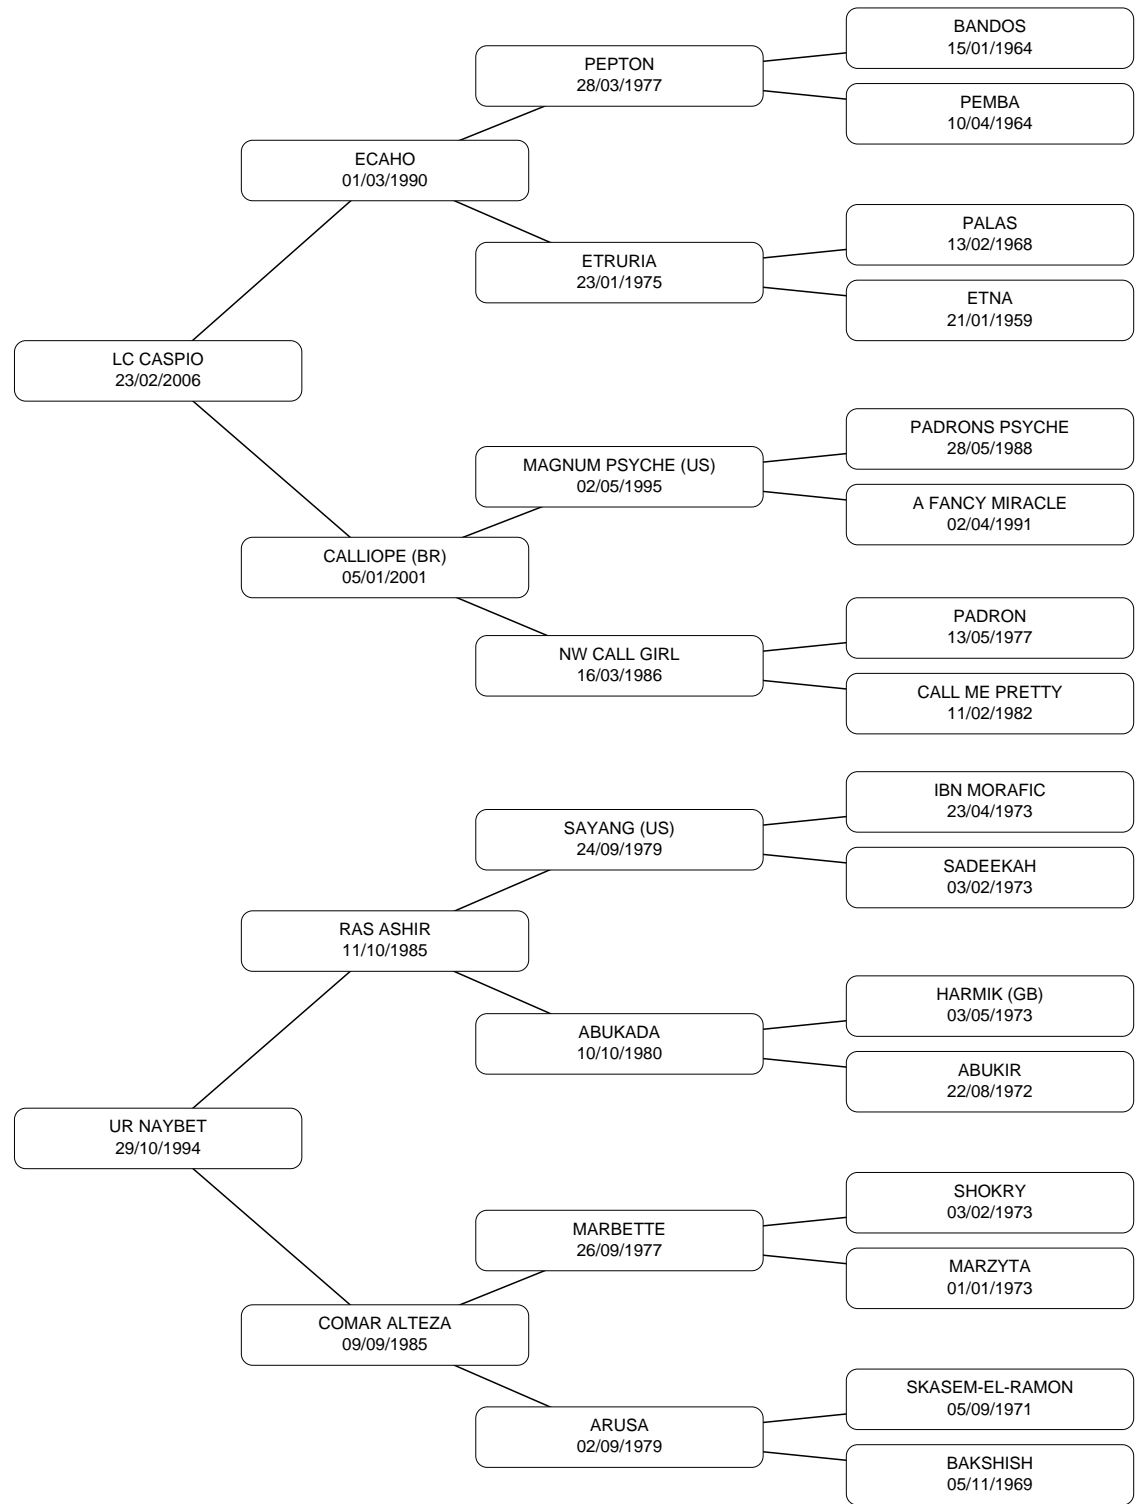 BANDOS
15/01/1964
PEPTON
28/03/1977
PEMBA
10/04/1964
ECAHO
01/03/1990
PALAS
13/02/1968
ETRURIA
23/01/1975
ETNA
21/01/1959
LC CASPIO
23/02/2006
PADRONS PSYCHE
28/05/1988
MAGNUM PSYCHE (US)
02/05/1995
A FANCY MIRACLE
02/04/1991
CALLIOPE (BR)
05/01/2001
PADRON
13/05/1977
NW CALL GIRL
16/03/1986
CALL ME PRETTY
11/02/1982
IBN MORAFIC
23/04/1973
SAYANG (US)
24/09/1979
SADEEKAH
03/02/1973
RAS ASHIR
11/10/1985
HARMIK (GB)
03/05/1973
ABUKADA
10/10/1980
ABUKIR
22/08/1972
UR NAYBET
29/10/1994
SHOKRY
03/02/1973
MARBETTE
26/09/1977
MARZYTA
01/01/1973
COMAR ALTEZA
09/09/1985
SKASEM-EL-RAMON
05/09/1971
ARUSA
02/09/1979
BAKSHISH
05/11/1969